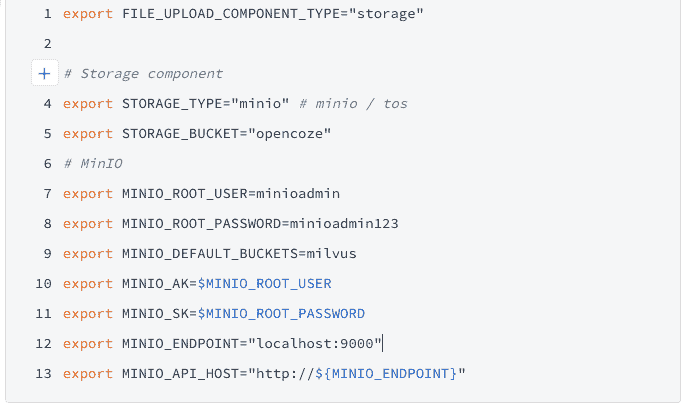 1 export FILE_UPLOAD_COMPONENT_TYPE="storage"
2
+ # Storage component
4 export STORAGE_TYPE="minio" # minio / tos
5 export STORAGE_BUCKET="opencoze"
6 # MinIO
7 export MINIO_ROOT_USER=minioadmin
8 export MINIO_ROOT_PASSWORD=minioadmin123
9 export MINIO_DEFAULT_BUCKETS=milvus
10 export MINIO_AK=$MINIO_ROOT_USER
11 export MINIO_SK=$MINIO_ROOT_PASSWORD
12 export MINIO_ENDPOINT="localhost:9000"
13 export MINIO_API_HOST="http://${MINIO_ENDPOINT}"